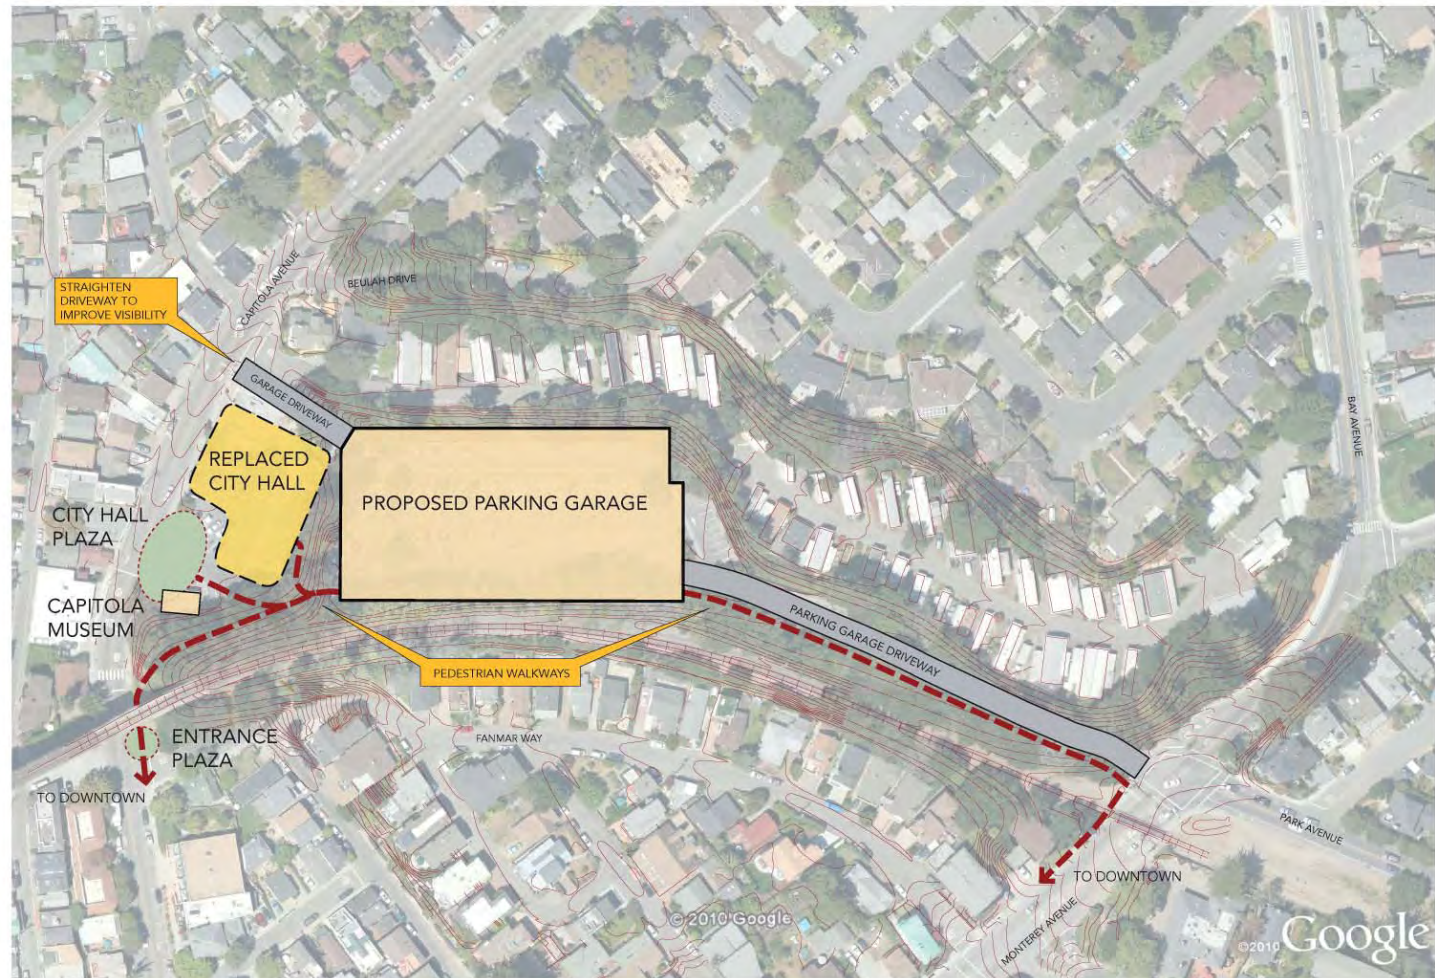 CAPITOLA AVENUE
BEULAH DRIVE
STRAIGHTEN
DRIVEWAY TO
IMPROVE VISIBILITY
GARAGE DRIVEWAY
BAY AVENUE
REPLACED
CITY HALL
PROPOSED PARKING GARAGE
CITY HALL
PLAZA
CAPITOLA
MUSEUM
PARKING GARAGE DRIVEWAY
PEDESTRIAN WALKWAYS
ENTRANCE
PLAZA
FANMAR WAY
TO DOWNTOWN
PARK AVENUE
TO DOWNTOWN
MONTEREY AVENUE
© 2010 Google
©2010 Google